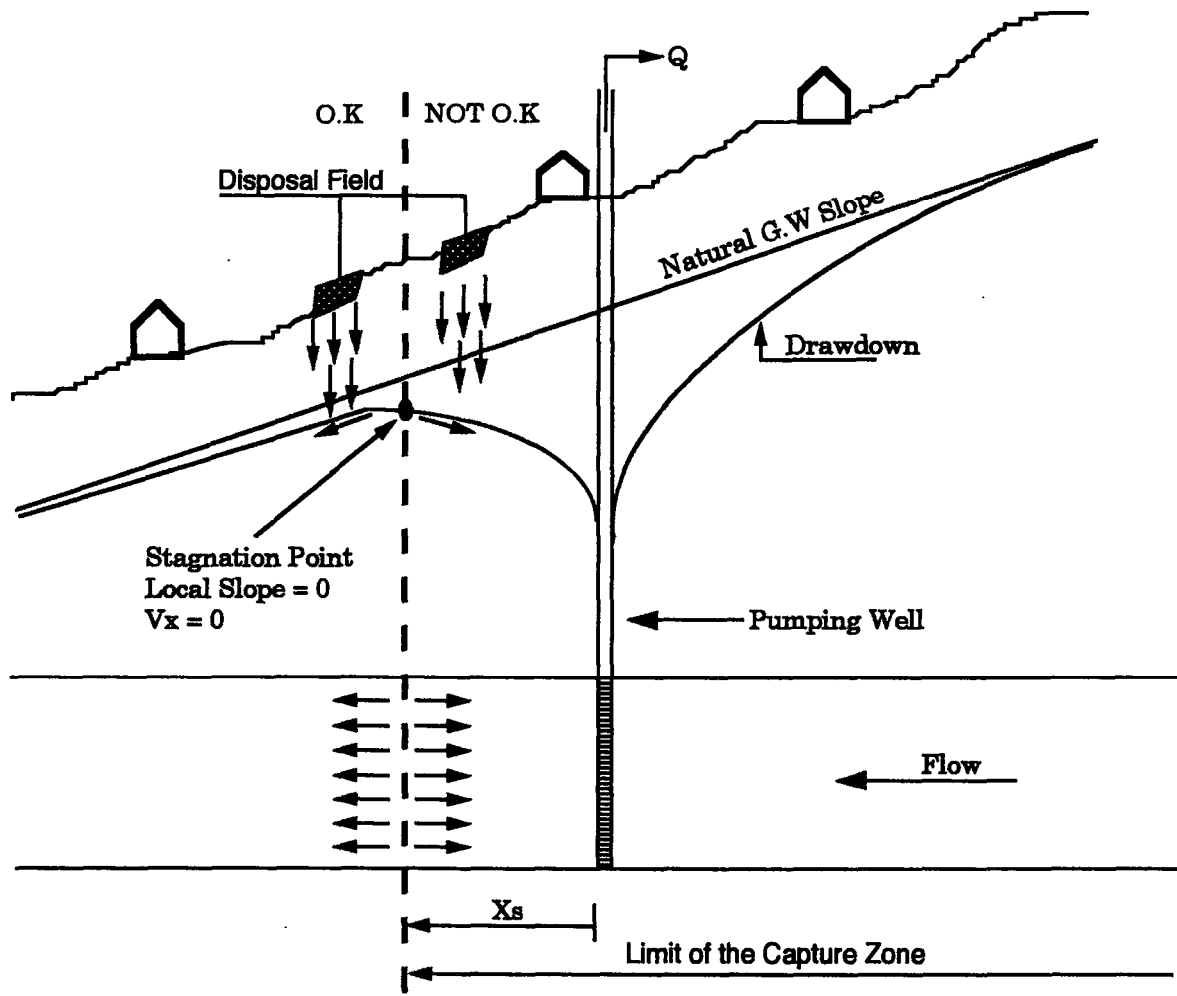 Q
O.K
NOT O.K
Disposal Field
Natural G.W Slope
Drawdown
Stagnation Point
Local Slope = 0
Vx = 0
Pumping Well
Flow
Xs
Limit of the Capture Zone